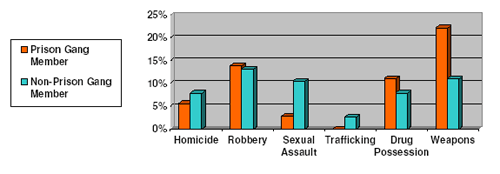 25%
20%
15%
10%
5%
0%
Prison Gang
Member
Non-Prison Gang
Member
Homicide Robbery Sexual Trafficking Drug Weapons
Assault Possession